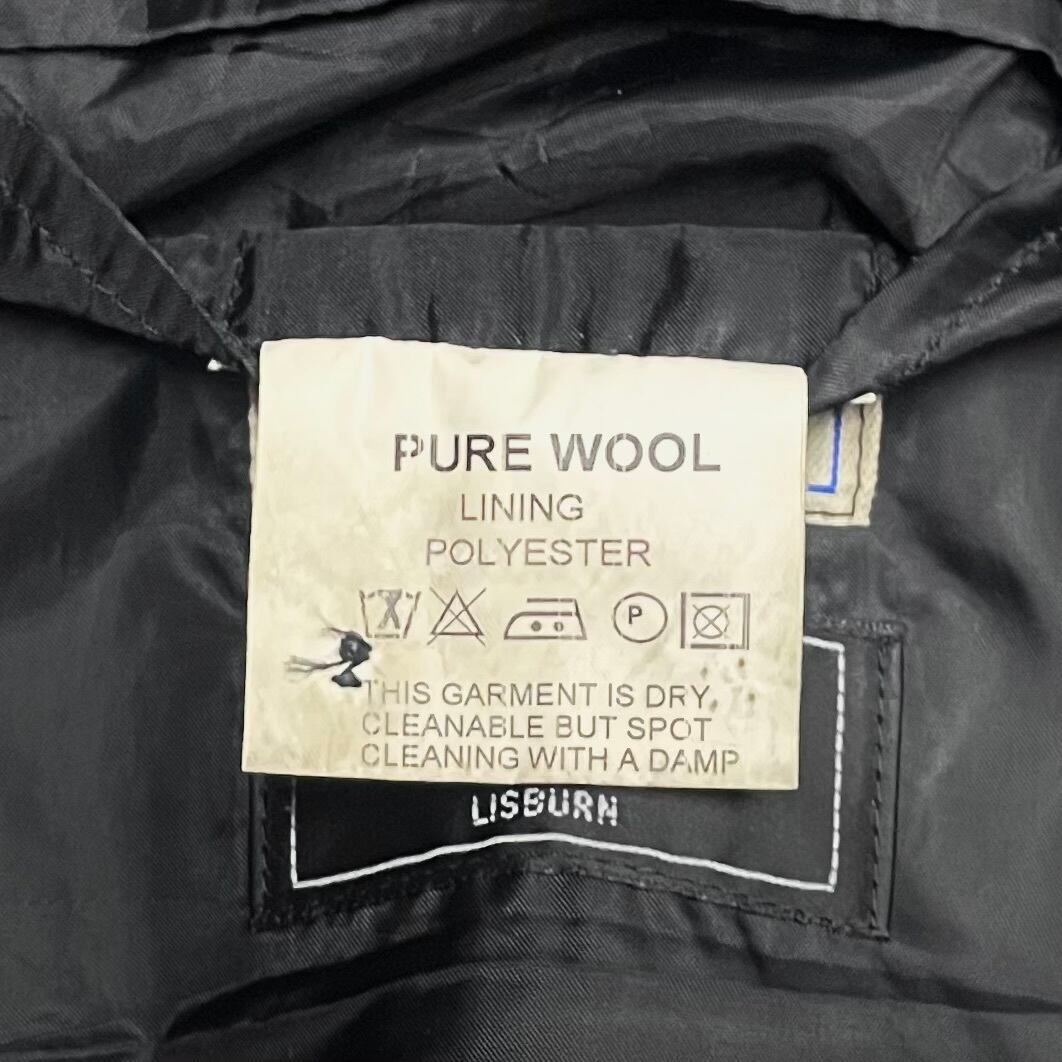 PURE WOOL
LINING
POLYESTER
P
THIS GARMENT IS DRY
CLEANABLE BUT SPOT
CLEANING WITH A DAMP
LISBURN